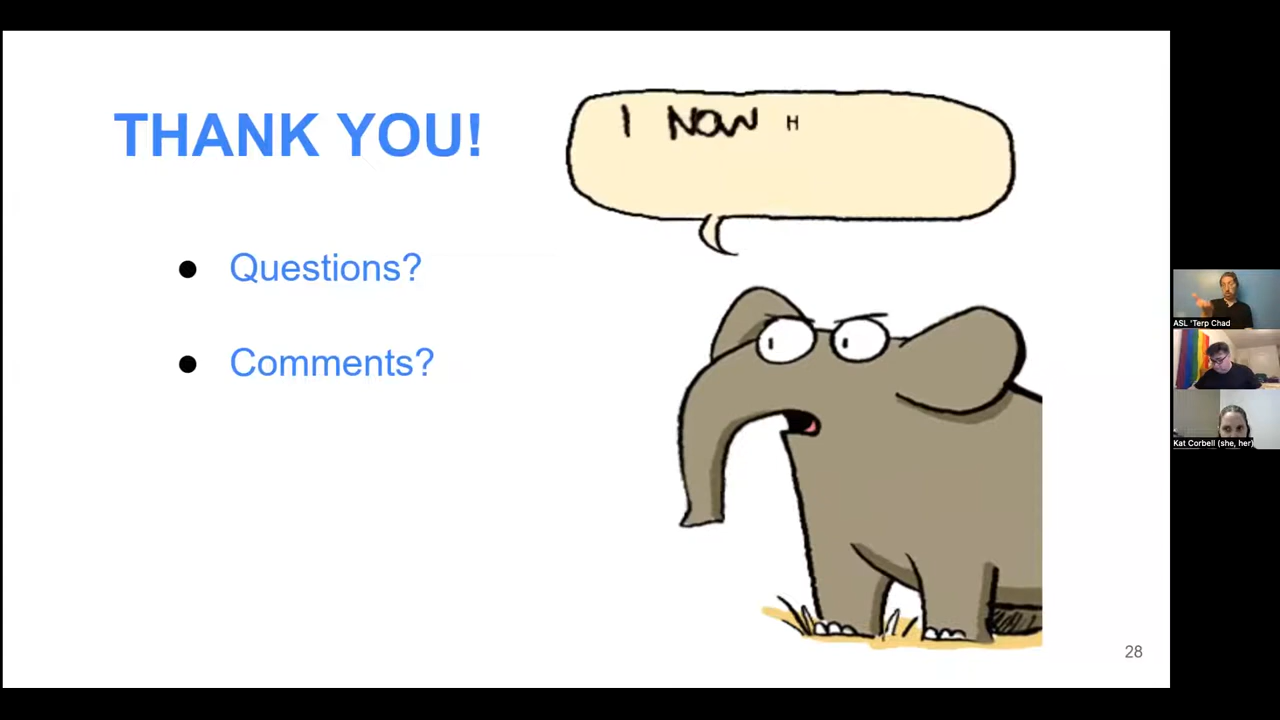 THANK YOU!
I NOW H
● Questions?
● Comments?
ASL 'Terp Chad
Kat Corbell (she, her)
28